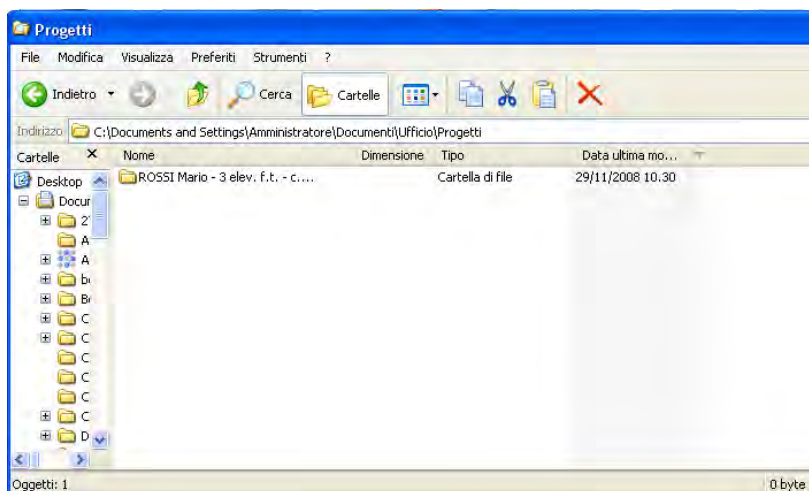 Progetti
File Modifica Visualizza Preferiti Strumenti ?
Indietro Cerca Cartelle
Indirizzo C:\Documents and Settings\Amministratore\Documenti\Ufficio\Progetti
Cartelle × Nome Dimensione Tipo Data ultima mo...
Desktop ROSSI Mario - 3 elev. f.t. - c.... Cartella di file 29/11/2008 10.30
Docur
2
A
A
b
B
C
C
C
C
C
C
D
Oggetti: 1 0 byte